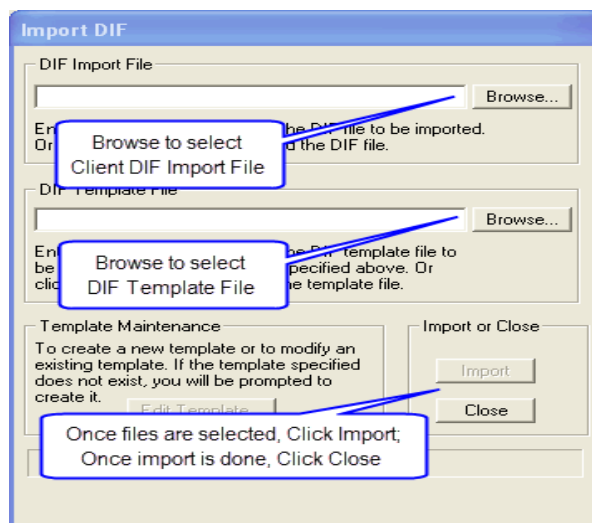 Import DIF
DIF Import File
Browse...
he DIF file to be imported.
Or d the DIF file.
Browse to select
Client DIF Import File
DIF Template File
Browse...
template file to
be pecified above. Or
clic e template file.
Browse to select
DIF Template File
Template Maintenance
To create a new template or to modify an
existing template. If the template specified
does not exist, you will be prompted to
create it.
Edit Template
Import or Close
Import
Close
Once files are selected, Click Import;
Once import is done, Click Close